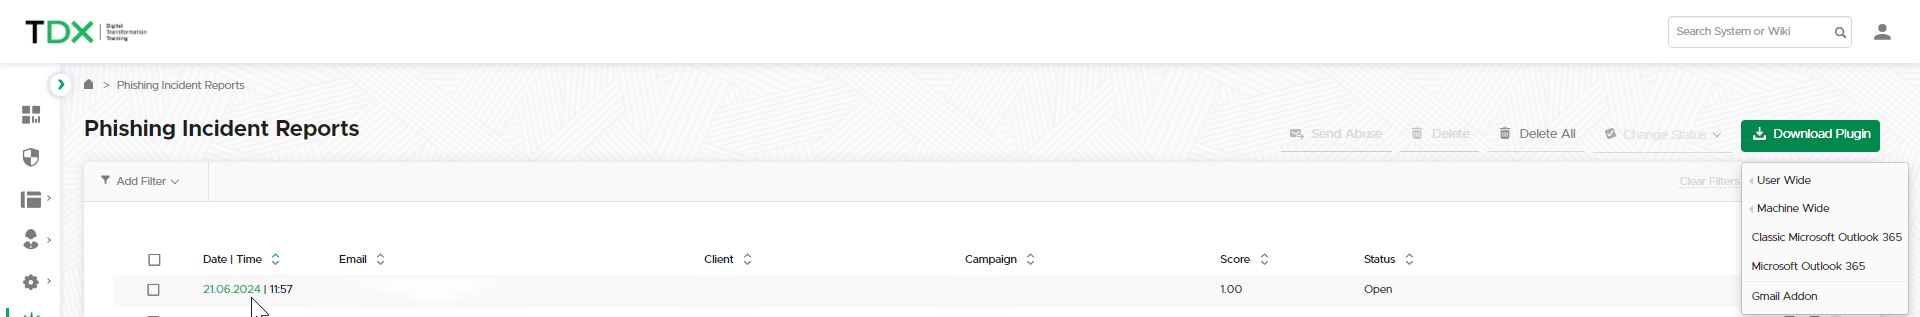 TDX
Digital
Transformation
Training
Search System or Wiki
> Phishing Incident Reports
Phishing Incident Reports
Send Abuse
Delete
Delete All
Change Status
Download Plugin
Add Filter
Clear Filters
User Wide
Machine Wide
Classic Microsoft Outlook 365
Microsoft Outlook 365
Gmail Addon
Date | Time
Email
Client
Campaign
Score
Status
21.06.2024 | 11:57
1.00
Open